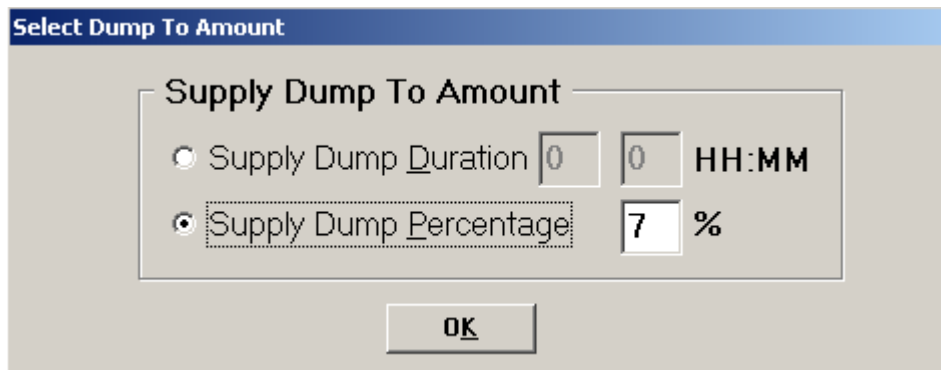 Select Dump To Amount
Supply Dump To Amount
Supply Dump Duration 0 0 HH:MM
Supply Dump Percentage 7 %
OK